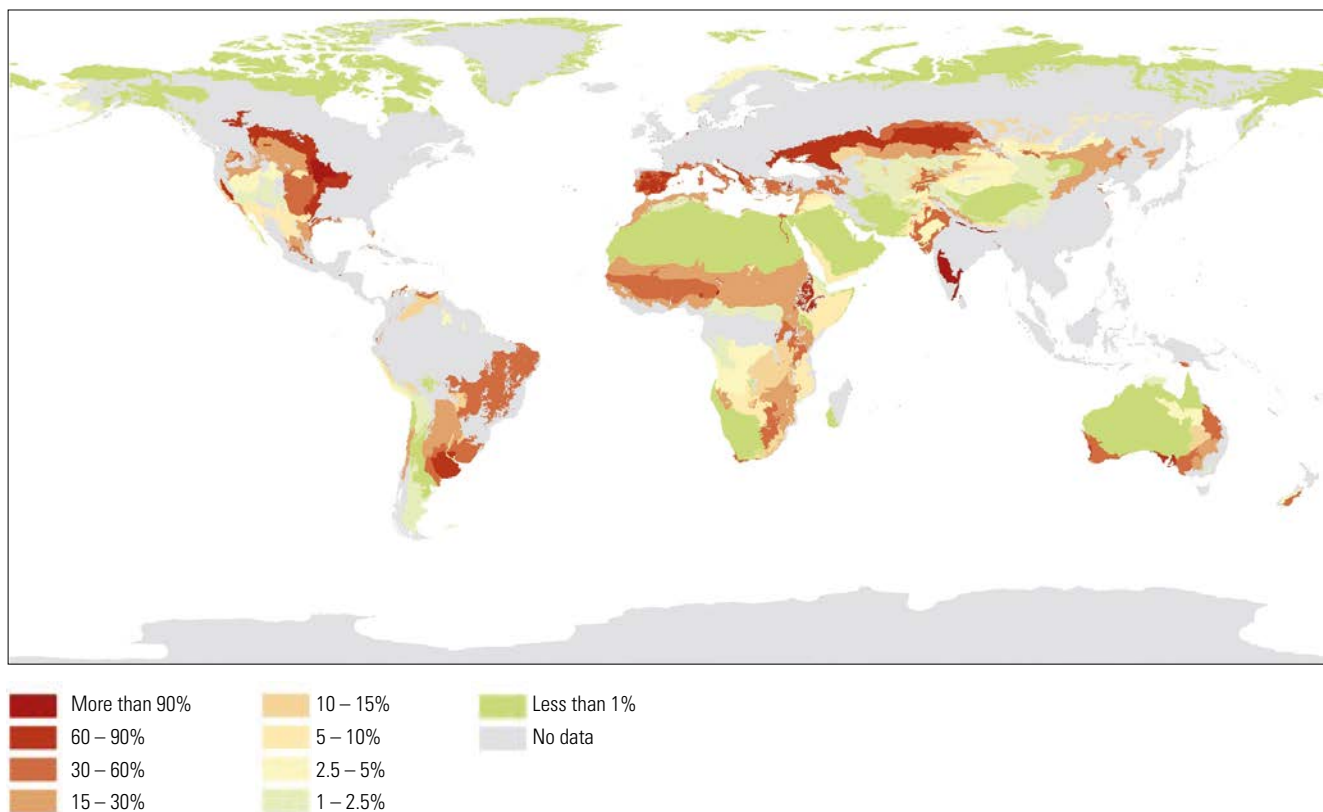 More than 90%
60 – 90%
30 – 60%
15 – 30%
10 – 15%
5 – 10%
2.5 – 5%
1 – 2.5%
Less than 1%
No data